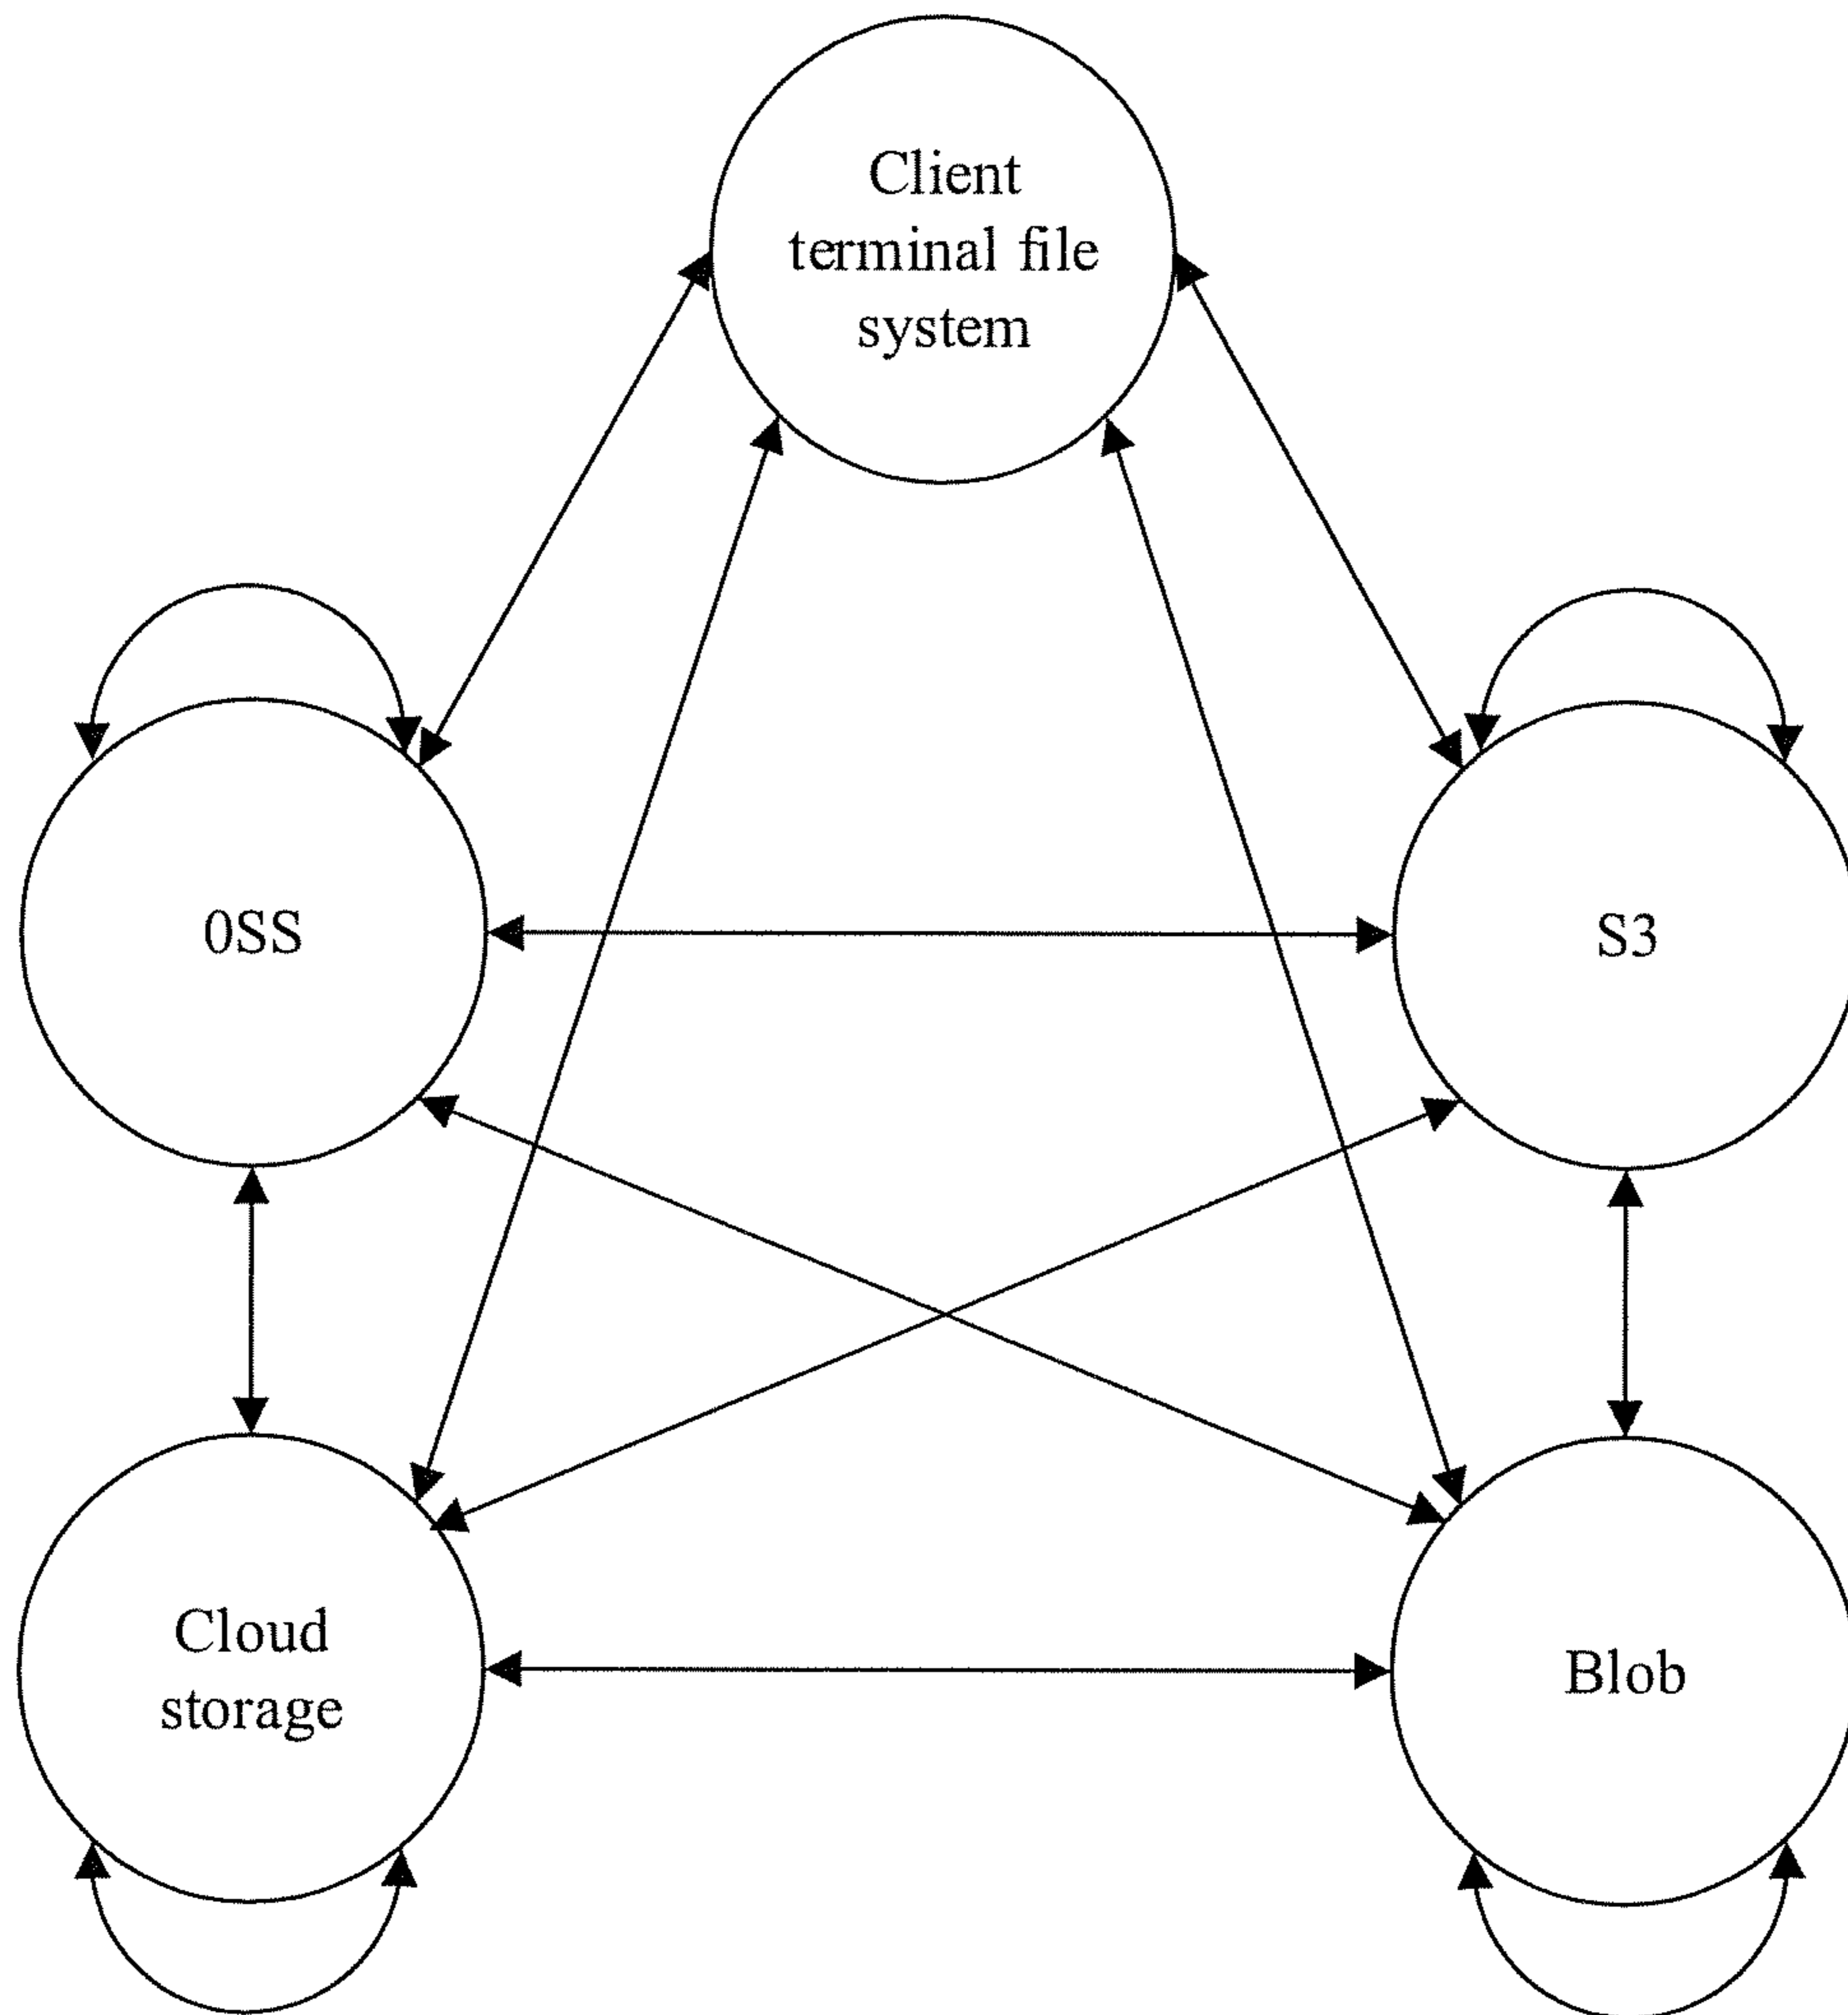 Client
terminal file
system
0SS
S3
Cloud
storage
Blob